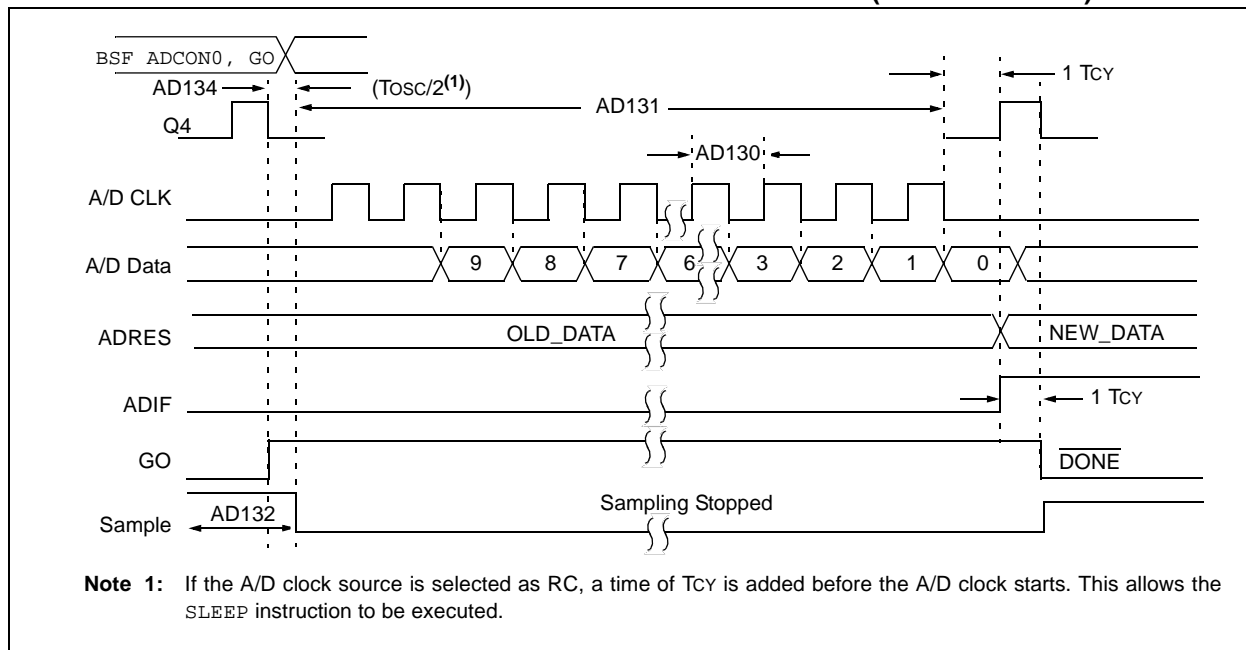 BSF ADCON0, GO
AD134
(TOSC/2(1))
1 TCY
AD131
Q4
AD130
A/D CLK
A/D Data
9
8
7
6
3
2
1
0
ADRES
OLD_DATA
NEW_DATA
ADIF
1 TCY
GO
DONE
Sample
AD132
Sampling Stopped
Note 1: If the A/D clock source is selected as RC, a time of TCY is added before the A/D clock starts. This allows the
SLEEP instruction to be executed.